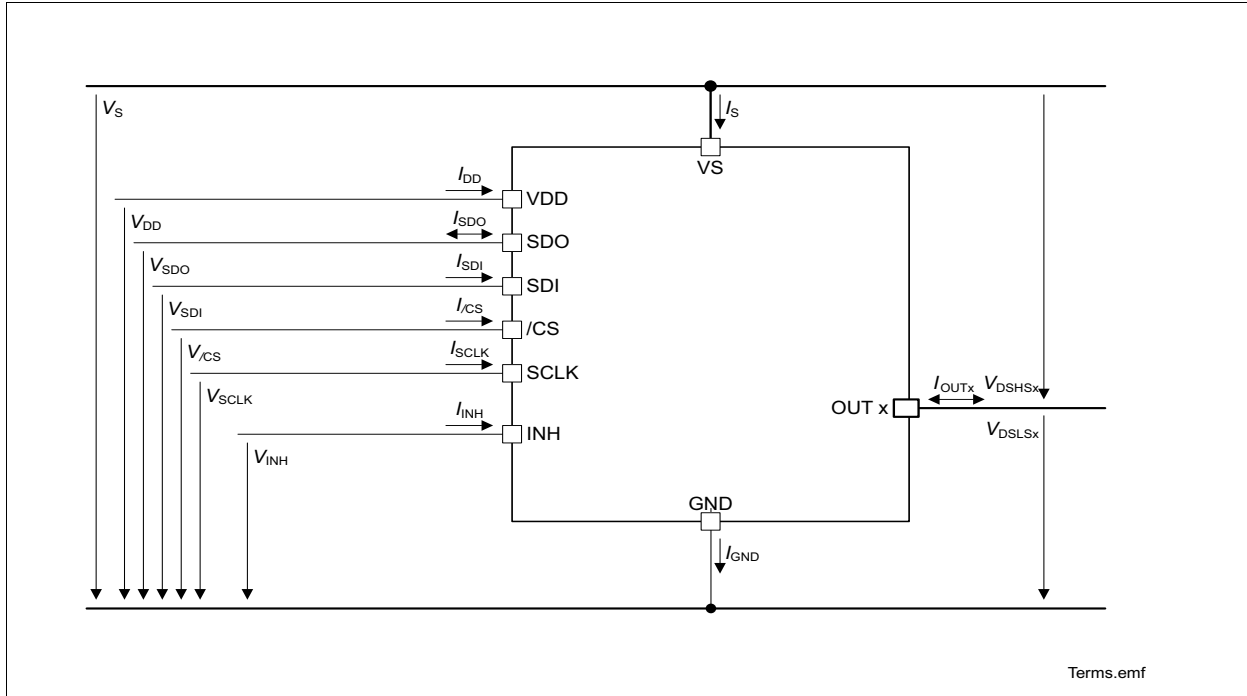 VS
IS
VS
IDD
VDD
VDD
ISDO
SDO
VSDO
ISDI
SDI
VSDI
I/CS
/CS
V/CS
ISCLK
SCLK
VSCLK
IOUTx
VDSHSx
OUT x
IINH
INH
VDSLSx
VINH
GND
IGND
Terms.emf